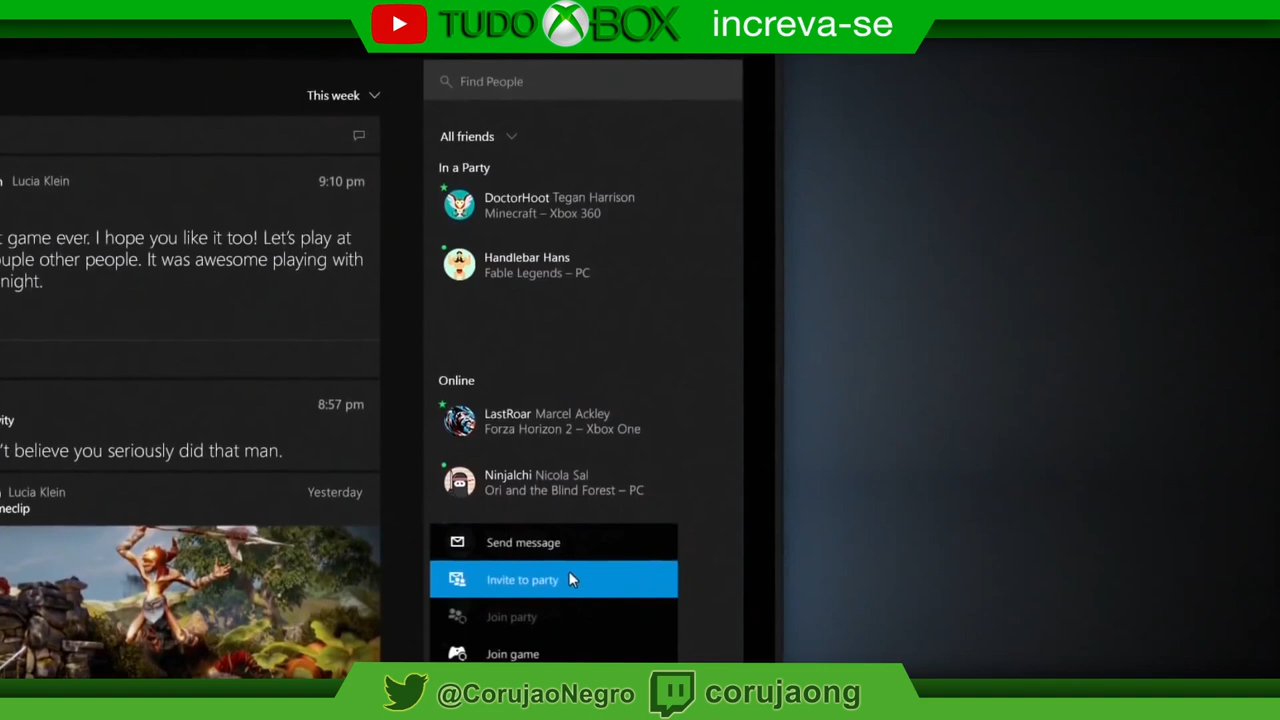 TUDO XBOX increva-se
This week
Lucia Klein 9:10 pm
t game ever. I hope you like it too! Let's play at
ouple other people. It was awesome playing with
night.
8:57 pm
vity
't believe you seriously did that man.
Lucia Klein Yesterday
meclip
Find People
All friends
In a Party
DoctorHoot Tegan Harrison
Minecraft – Xbox 360
Handlebar Hans
Fable Legends – PC
Online
LastRoar Marcel Ackley
Forza Horizon 2 – Xbox One
Ninjalchi Nicola Sal
Ori and the Blind Forest – PC
Send message
Invite to party
Join party
Join game
@CorujaoNegro corujaong